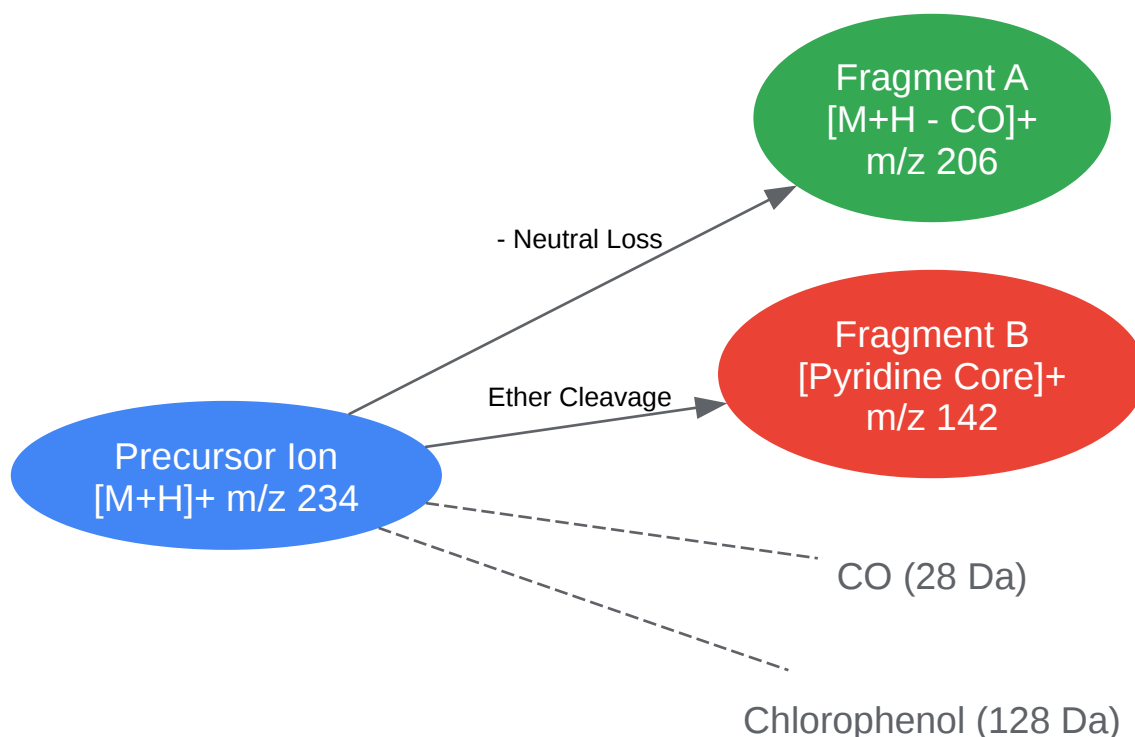 Fragment A
[M+H - CO]+
m/z 206
- Neutral Loss
Fragment B
[Pyridine Core]+
m/z 142
Ether Cleavage
Precursor Ion
[M+H]+ m/z 234
CO (28 Da)
Chlorophenol (128 Da)